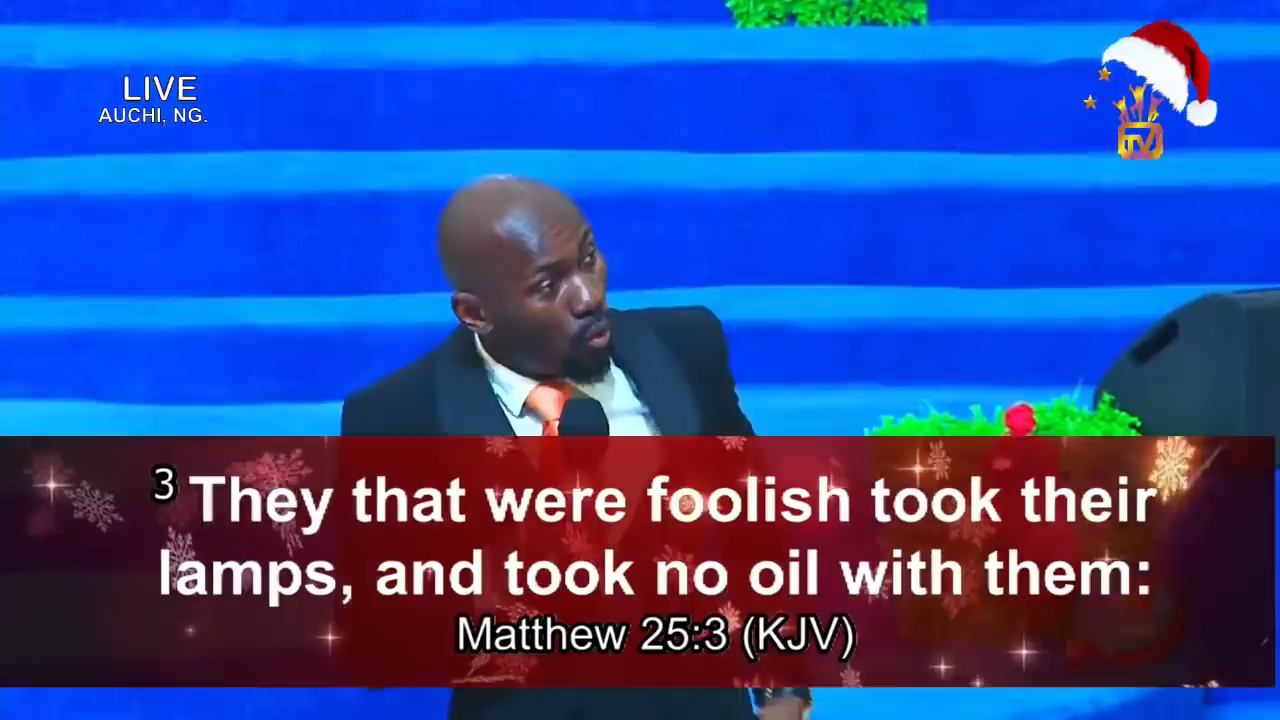 LIVE
AUCHI, NG.
TV
3 They that were foolish took their
lamps, and took no oil with them:
Matthew 25:3 (KJV)